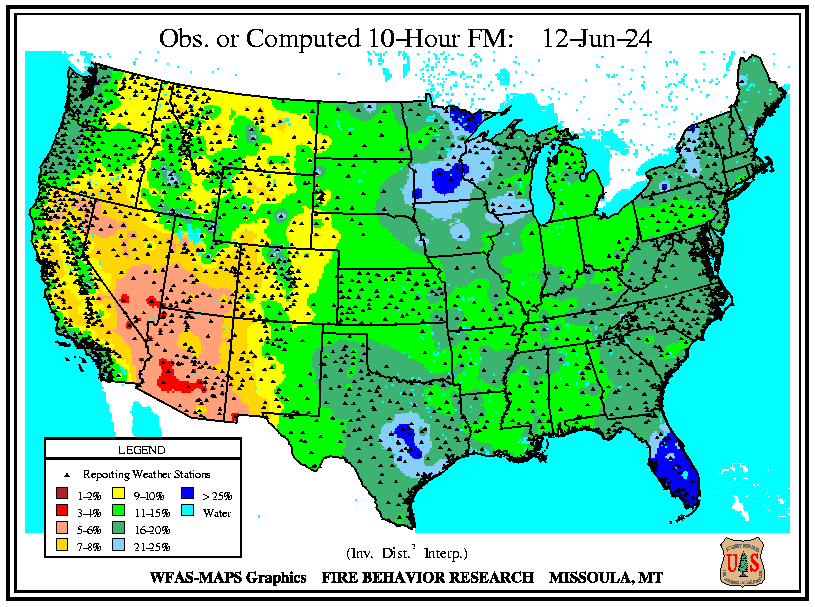 Obs. or Computed 10-Hour FM: 12-Jun-24
LEGEND
Reporting Weather Stations
1-2% 9-10% > 25%
3-4% 11-15% Water
5-6% 16-20%
7-8% 21-25%
(Inv. Dist.² Interp.)
WFAS-MAPS Graphics FIRE BEHAVIOR RESEARCH MISSOULA, MT
U S